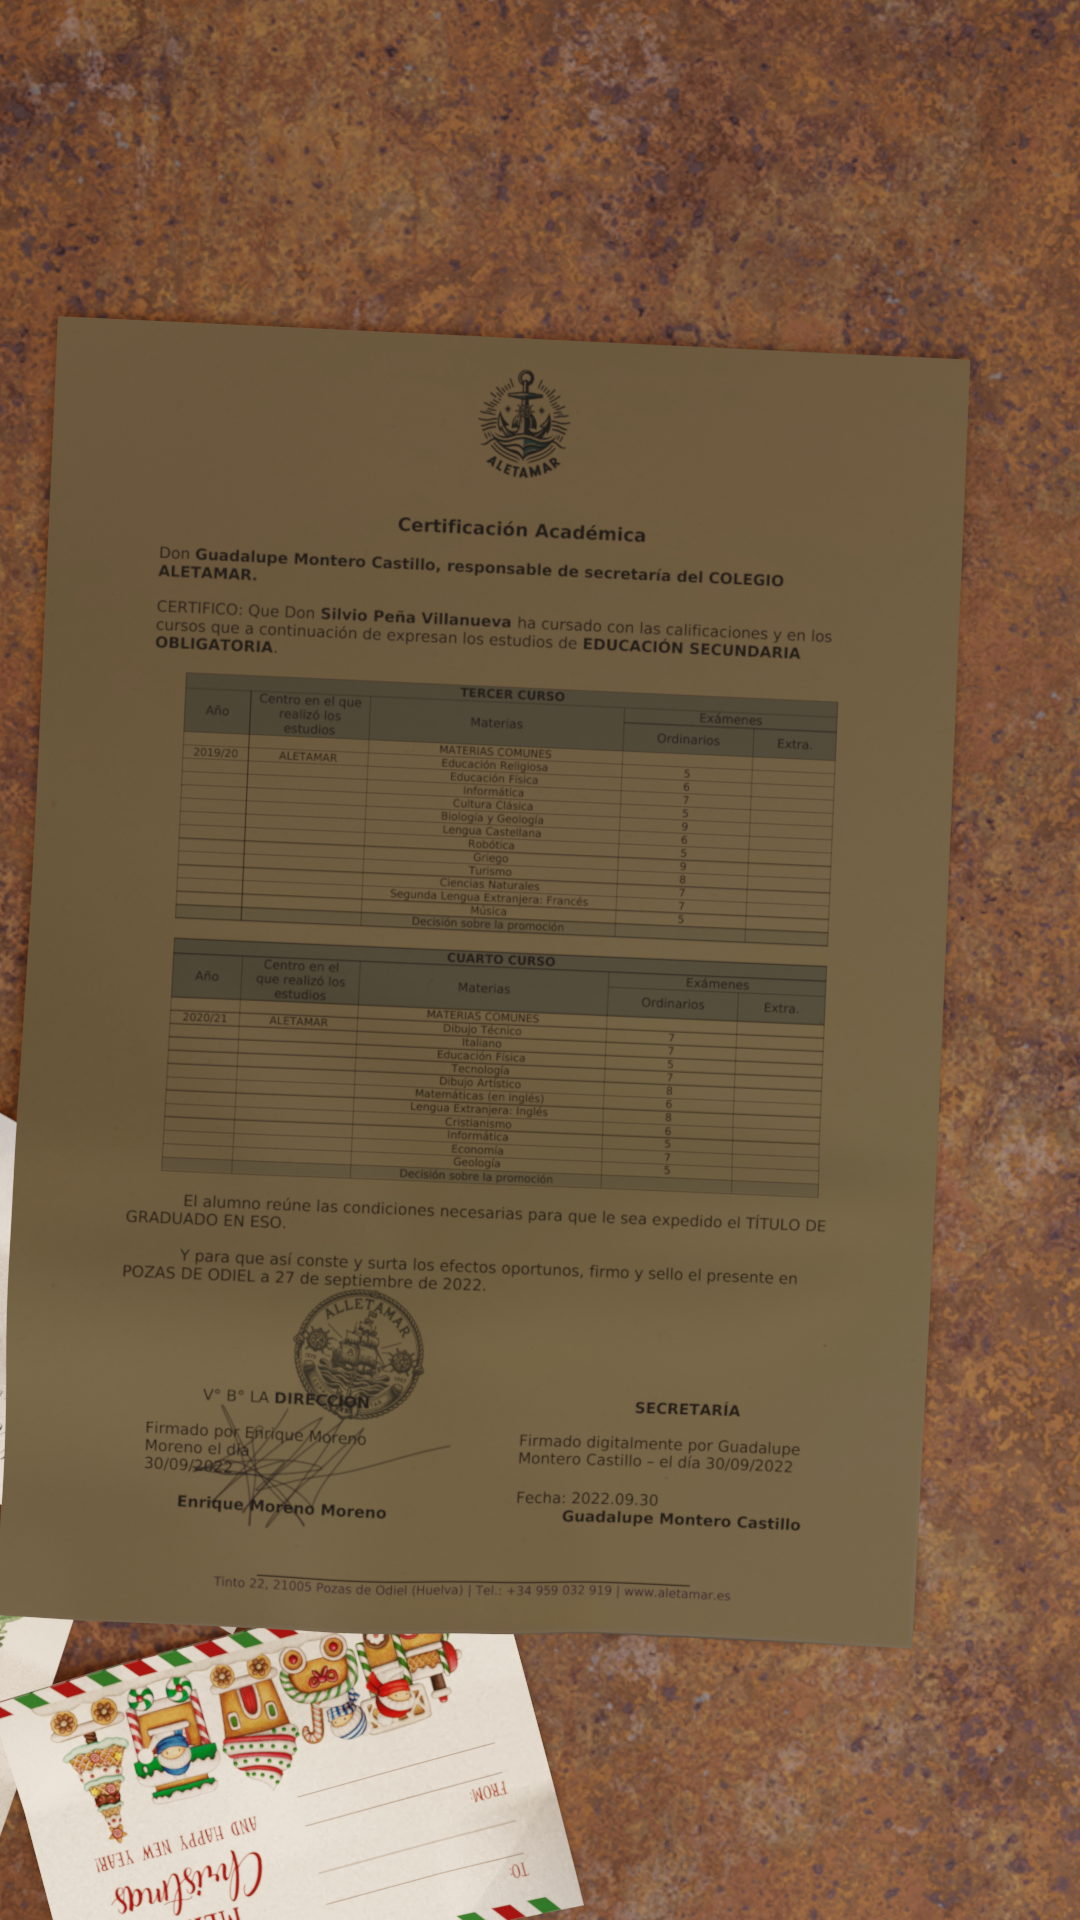 ALETAMAR
Certificación Académica
Don Guadalupe Montero Castillo, responsable de secretaría del COLEGIO
ALETAMAR.
CERTIFICO: Que Don Silvio Peña Villanueva ha cursado con las calificaciones y en los
cursos que a continuación de expresan los estudios de EDUCACIÓN SECUNDARIA
OBLIGATORIA.
TERCER CURSO
Año Centro en el que realizó los estudios Materias Exámenes
Ordinarios Extra.
MATERIAS COMUNES
2019/20 ALETAMAR Educación Religiosa 5
Educación Física 6
Informática 7
Cultura Clásica 5
Biología y Geología 9
Lengua Castellana 6
Robótica 5
Griego 9
Turismo 8
Ciencias Naturales 7
Segunda Lengua Extranjera: Francés 7
Música 5
Decisión sobre la promoción
CUARTO CURSO
Año Centro en el que realizó los estudios Materias Exámenes
Ordinarios Extra.
MATERIAS COMUNES
2020/21 ALETAMAR Dibujo Técnico 7
Italiano 7
Educación Física 5
Tecnología 7
Dibujo Artístico 8
Matemáticas (en inglés) 6
Lengua Extranjera: Inglés 8
Cristianismo 6
Informática 5
Economía 7
Geología 5
Decisión sobre la promoción
El alumno reúne las condiciones necesarias para que le sea expedido el TÍTULO DE
GRADUADO EN ESO.
Y para que así conste y surta los efectos oportunos, firmo y sello el presente en
POZAS DE ODIEL a 27 de septiembre de 2022.
ALLETAMAR
V° B° LA DIRECCIÓN
Firmado por Enrique Moreno
Moreno el día
30/09/2022
Enrique Moreno Moreno
SECRETARÍA
Firmado digitalmente por Guadalupe
Montero Castillo – el día 30/09/2022
Fecha: 2022.09.30
Guadalupe Montero Castillo
Tinto 22, 21005 Pozas de Odiel (Huelva) | Tel.: +34 959 032 919 | www.aletamar.es
FROM:
TO:
Christmas
AND HAPPY NEW YEAR!